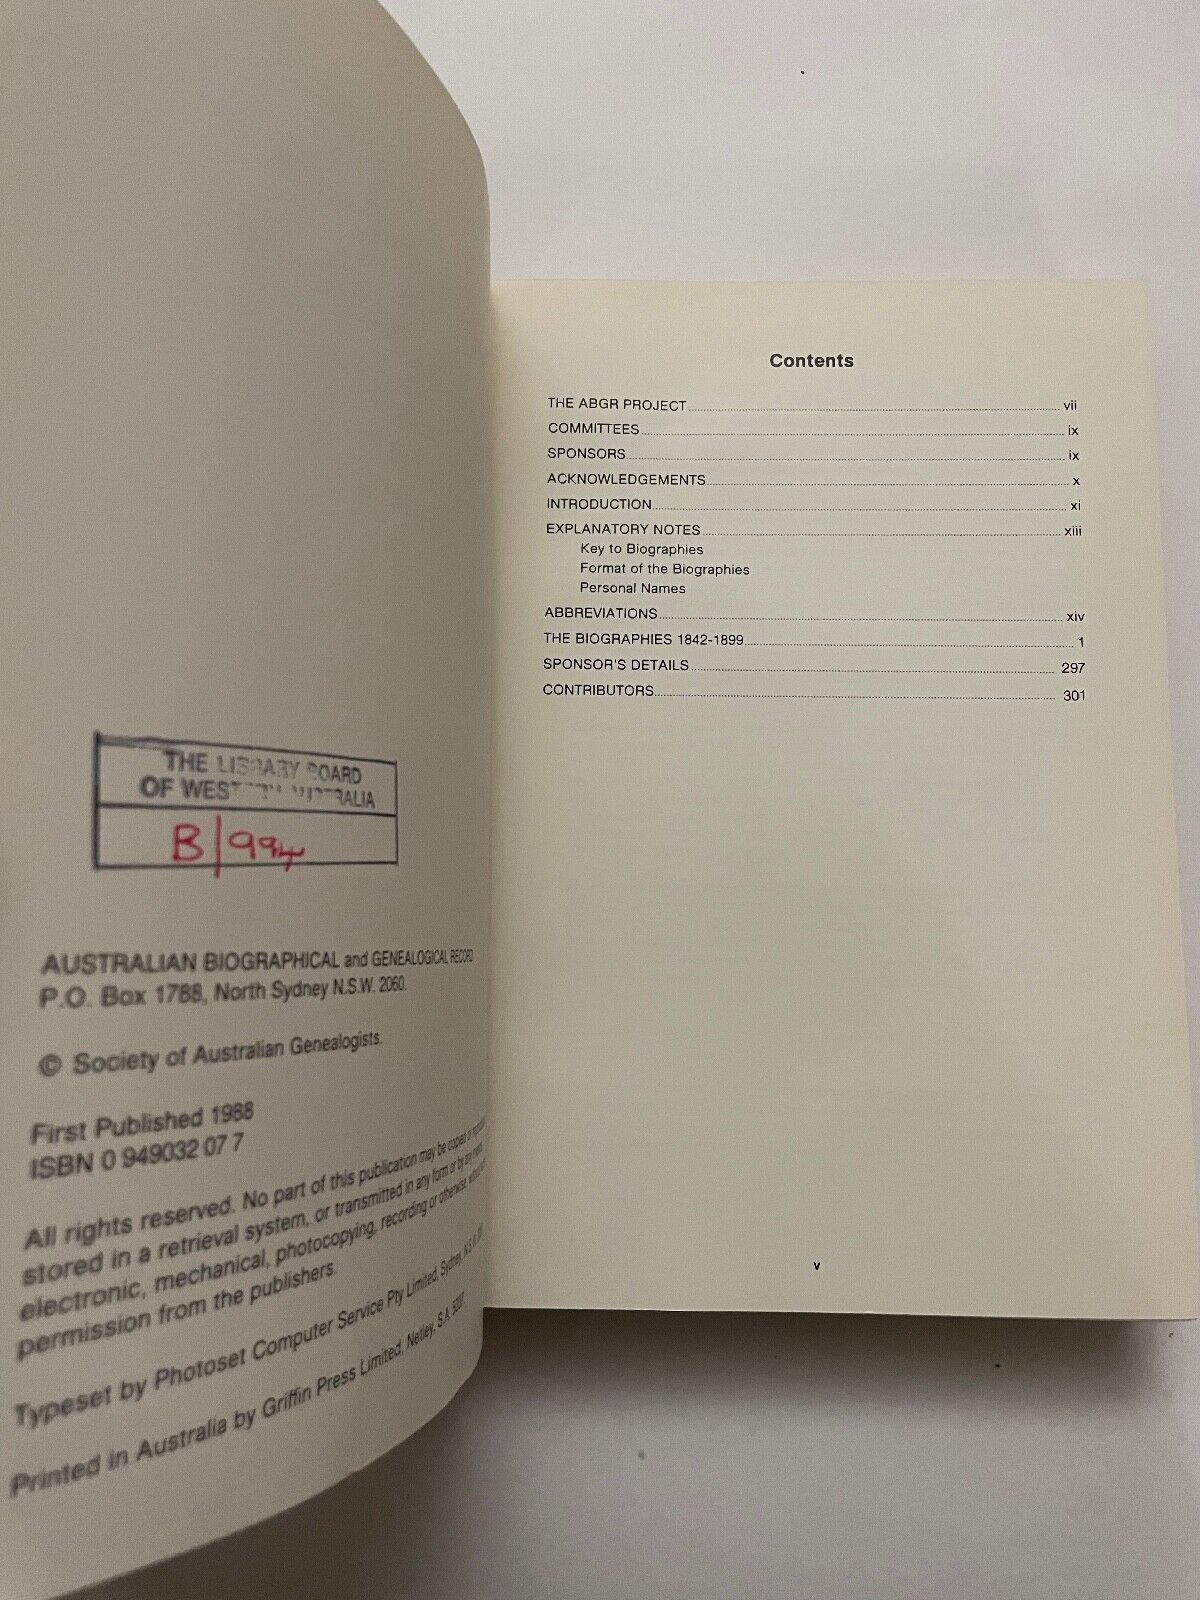 THE LIBRARY BOARD
OF WESTERN AUSTRALIA
B/994
AUSTRALIAN BIOGRAPHICAL and GENEALOGICAL RECORD
P.O. Box 1788, North Sydney N.S.W. 2060.
© Society of Australian Genealogists.
First Published 1988
ISBN 0 949032 07 7
All rights reserved. No part of this publication may be copied or
stored in a retrieval system, or transmitted in any form or by any means,
electronic, mechanical, photocopying, recording or otherwise, without
permission from the publishers.
Typeset by Photoset Computer Service Pty Limited, Sydney, N.S.W.
Printed in Australia by Griffin Press Limited, Netley, S.A. 5037
Contents
THE ABGR PROJECT vii
COMMITTEES ix
SPONSORS ix
ACKNOWLEDGEMENTS x
INTRODUCTION xi
EXPLANATORY NOTES xiii
Key to Biographies
Format of the Biographies
Personal Names
ABBREVIATIONS xiv
THE BIOGRAPHIES 1842-1899 1
SPONSOR'S DETAILS 297
CONTRIBUTORS 301
v